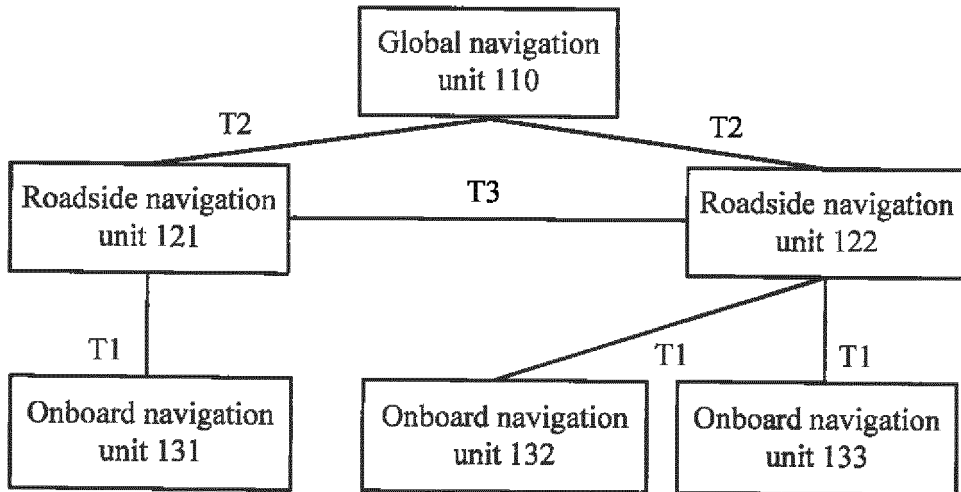 Global navigation
unit 110
T2
T2
Roadside navigation
unit 121
T3
Roadside navigation
unit 122
T1
T1
T1
Onboard navigation
unit 131
Onboard navigation
unit 132
Onboard navigation
unit 133